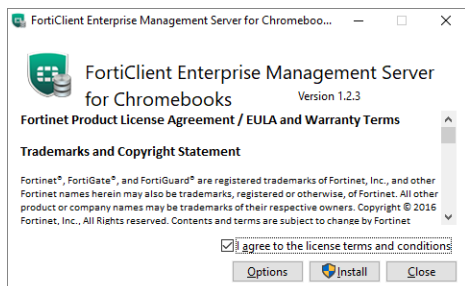 FortiClient Enterprise Management Server for Chromeboo...
FortiClient Enterprise Management Server
for Chromebooks
Version 1.2.3
Fortinet Product License Agreement / EULA and Warranty Terms
Trademarks and Copyright Statement
Fortinet®, FortiGate®, and FortiGuard® are registered trademarks of Fortinet, Inc., and other
Fortinet names herein may also be trademarks, registered or otherwise, of Fortinet. All other
product or company names may be trademarks of their respective owners. Copyright © 2016
Fortinet, Inc., All Rights reserved. Contents and terms are subject to change by Fortinet
I agree to the license terms and conditions
Options
Install
Close